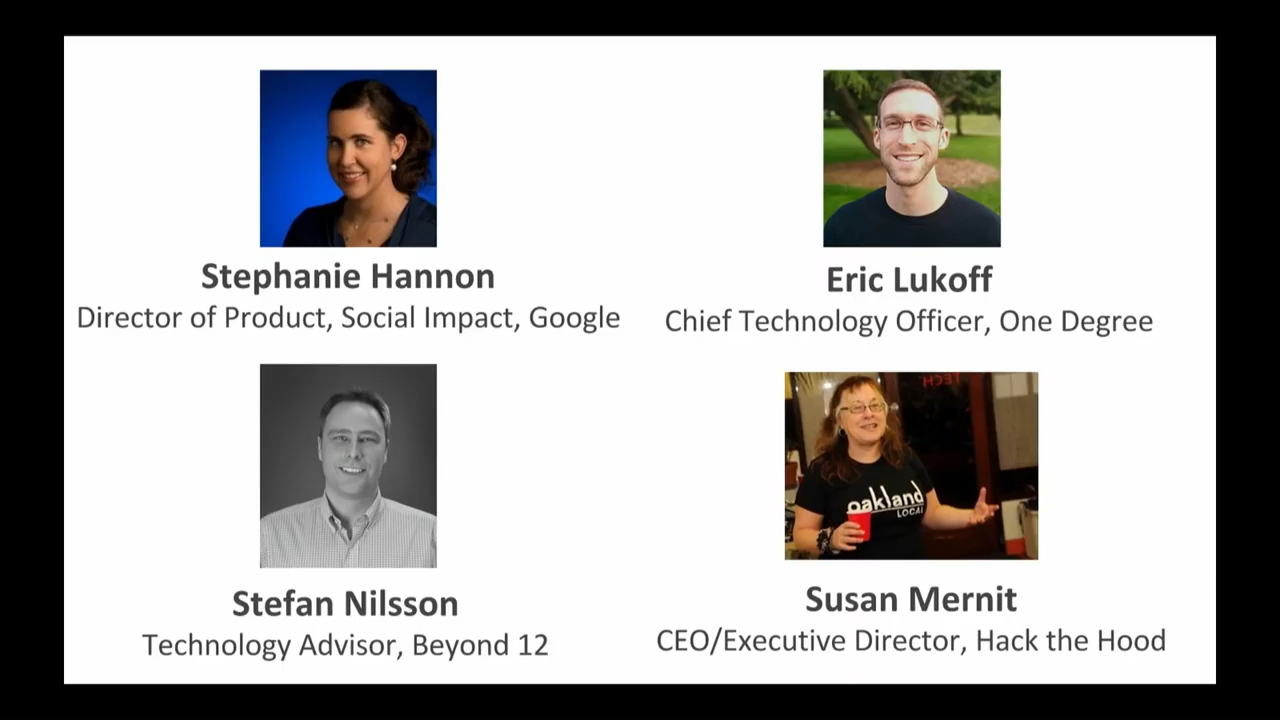 Stephanie Hannon
Director of Product, Social Impact, Google
Eric Lukoff
Chief Technology Officer, One Degree
TECH
oakland
LOCAL
Stefan Nilsson
Technology Advisor, Beyond 12
Susan Mernit
CEO/Executive Director, Hack the Hood